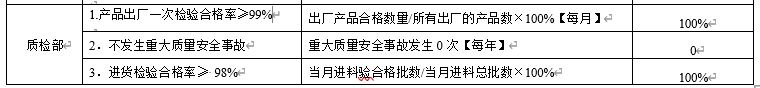 1.产品出厂一次检验合格率≥99% 出厂产品合格数量/所有出厂的产品数×100%【每月】 100%
质检部 2．不发生重大质量安全事故 重大质量安全事故发生0次【每年】 0
3．进货检验合格率≥ 98% 当月进料验合格批数/当月进料总批数×100% 100%